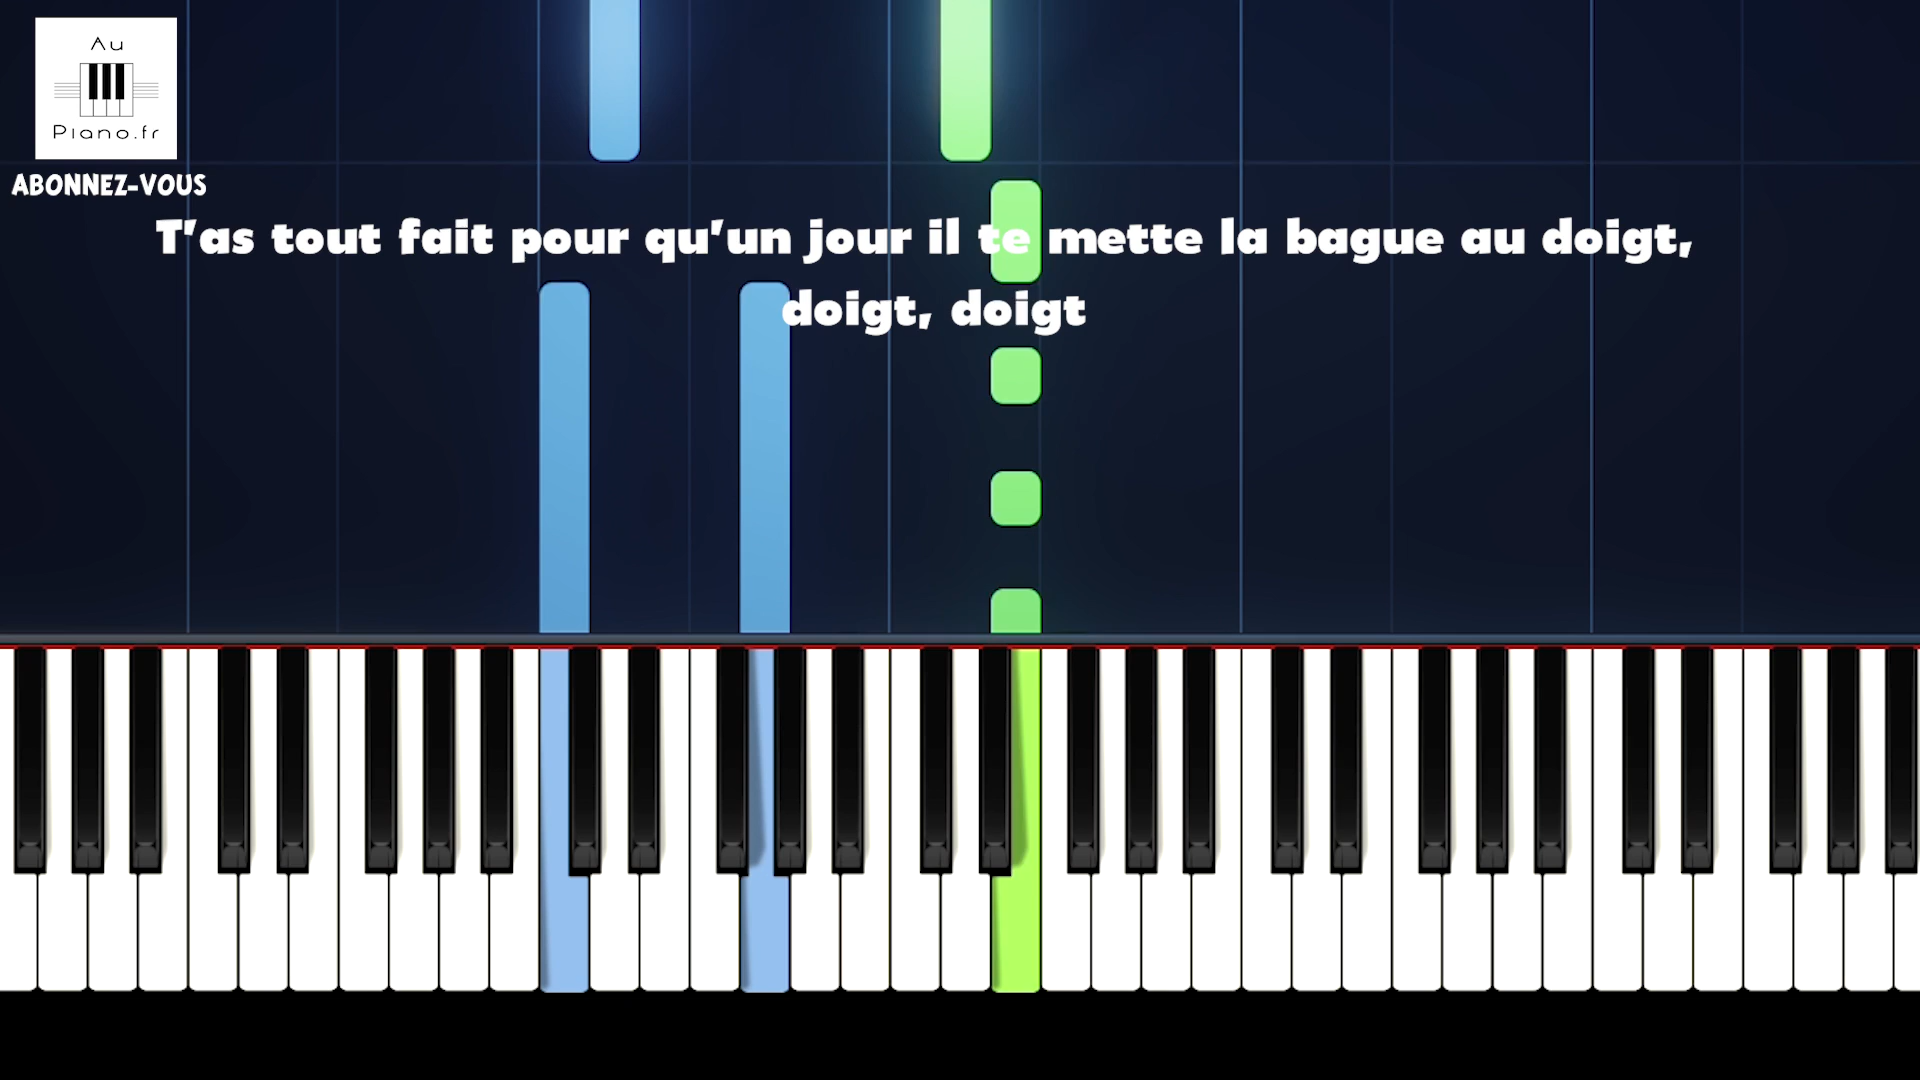 Au
Piano.fr
ABONNEZ-VOUS
T'as tout fait pour qu'un jour il te mette la bague au doigt,
doigt, doigt